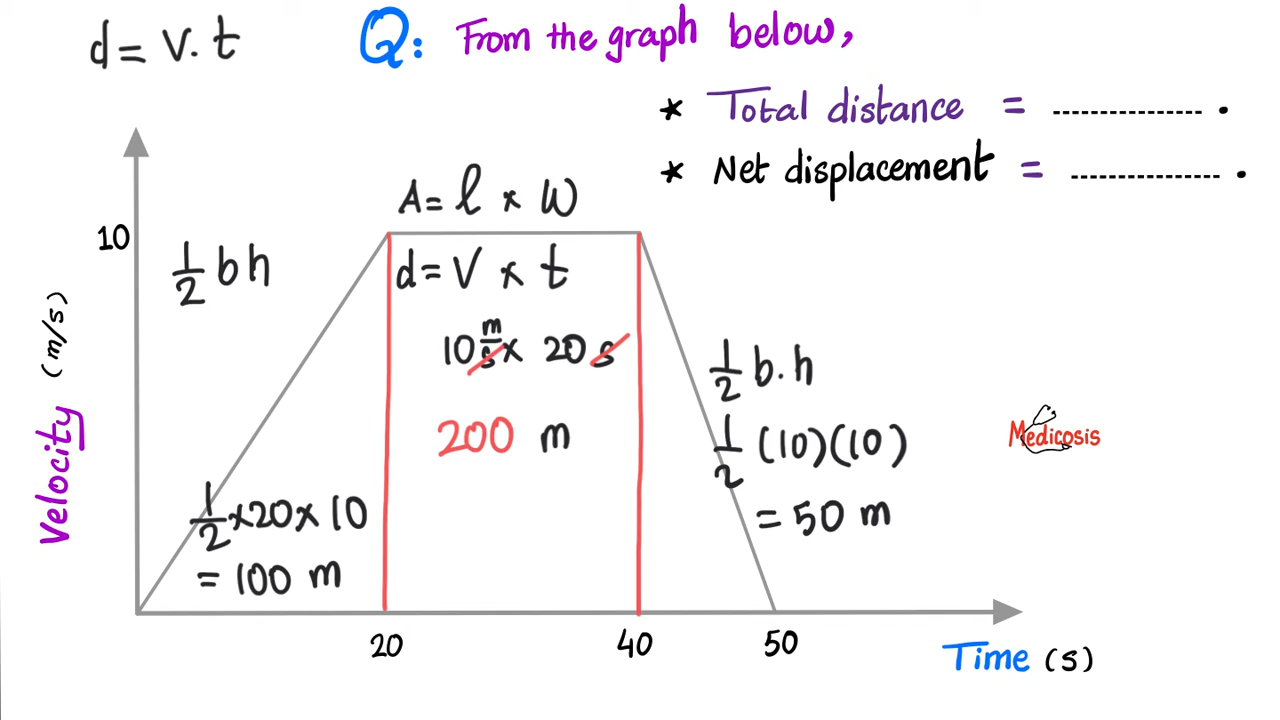 d = v. t
Q: From the graph below,
* Total distance = ............... .
* Net displacement = ............... .
A = l × w
10
1/2 b h
d = V × t
10 m/s × 20 s
1/2 b. h
200 m
1/2 (10)(10)
= 50 m
Medicosis
1/2 × 20 × 10
= 100 m
Velocity (m/s)
20
40
50
Time (s)